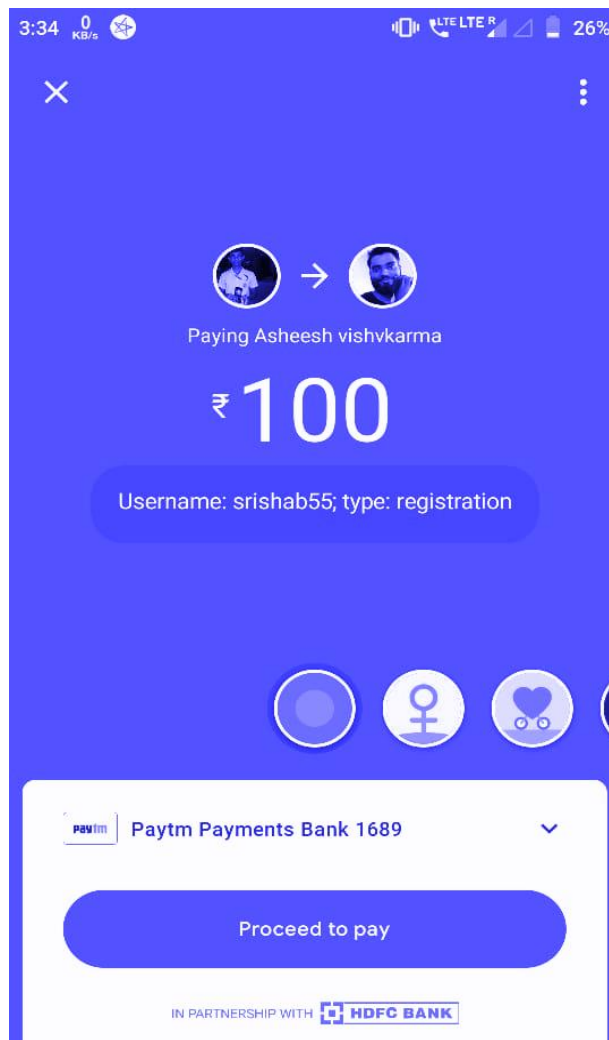 3:34 0 KB/s LTE LTE R 26%
Paying Asheesh vishvkarma
₹100
Username: srishab55; type: registration
paytm Paytm Payments Bank 1689
Proceed to pay
IN PARTNERSHIP WITH HDFC BANK